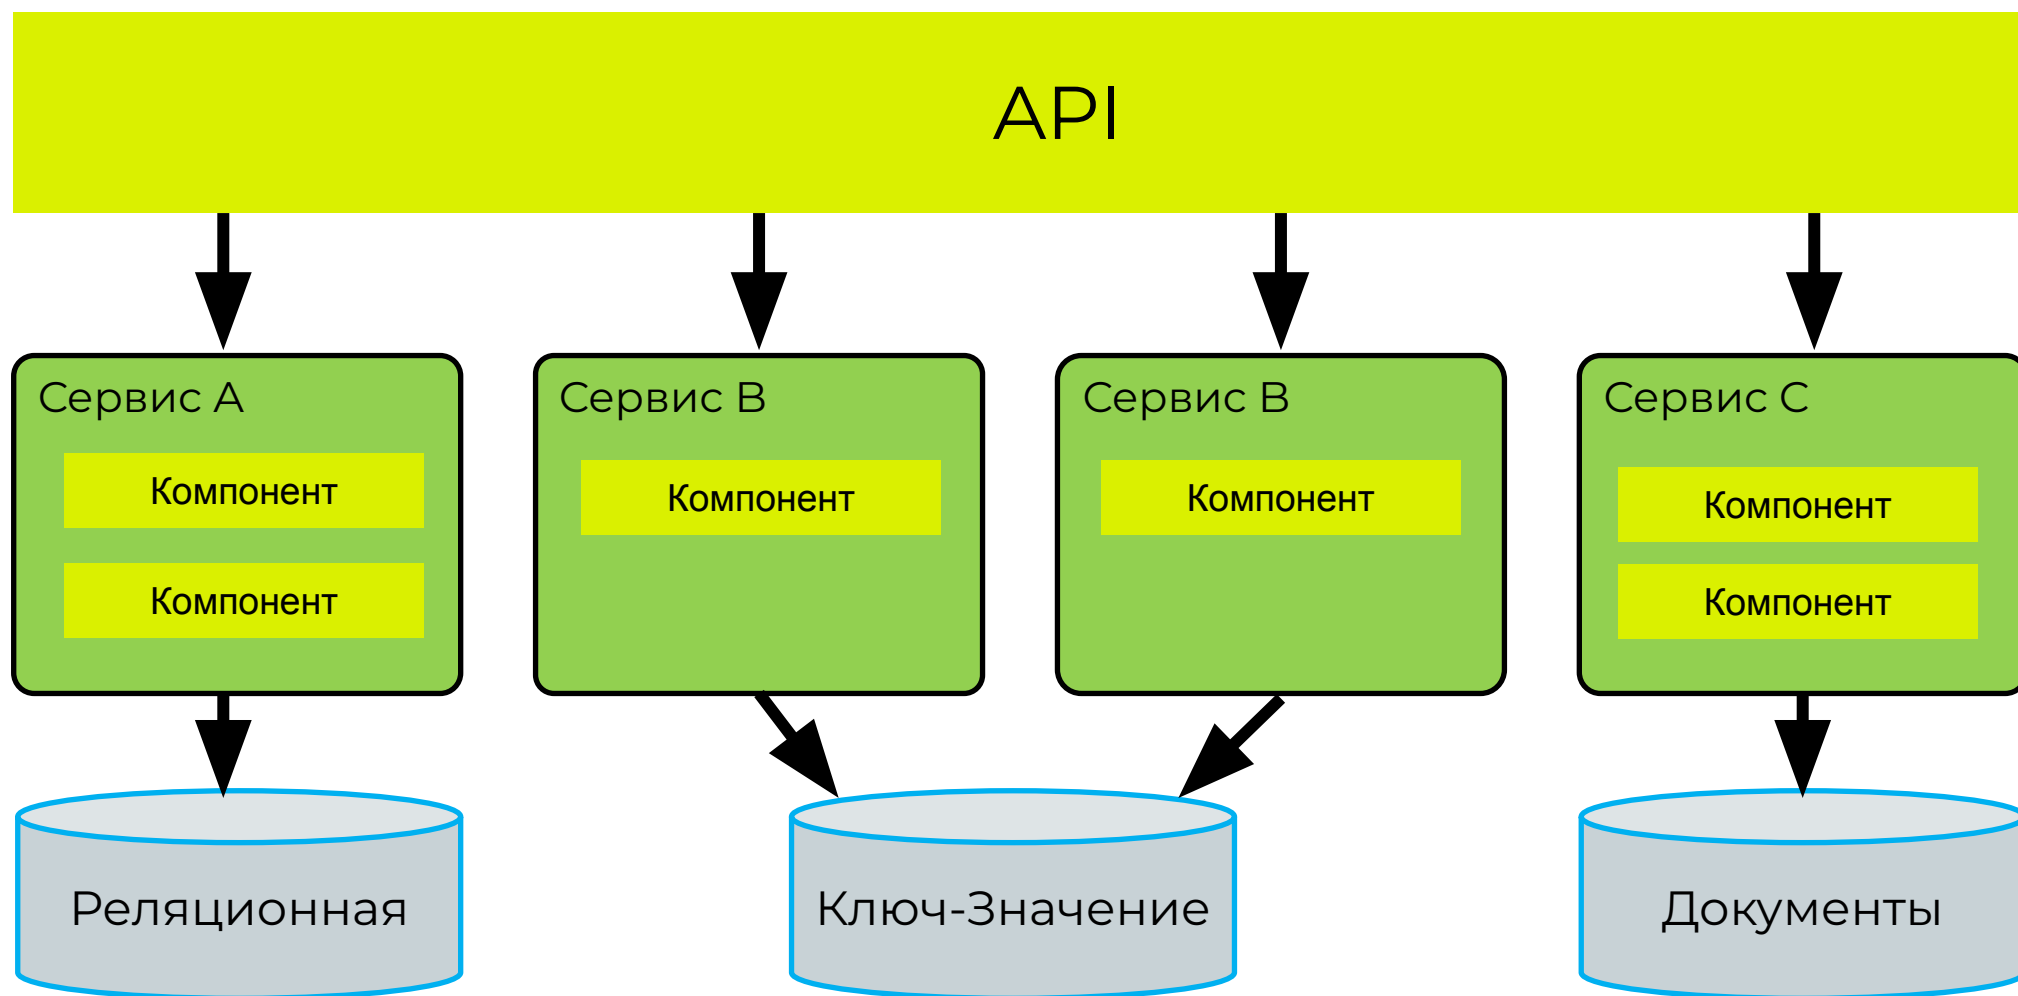 API
Сервис A
Компонент
Компонент
Сервис B
Компонент
Сервис B
Компонент
Сервис C
Компонент
Компонент
Реляционная
Ключ-Значение
Документы